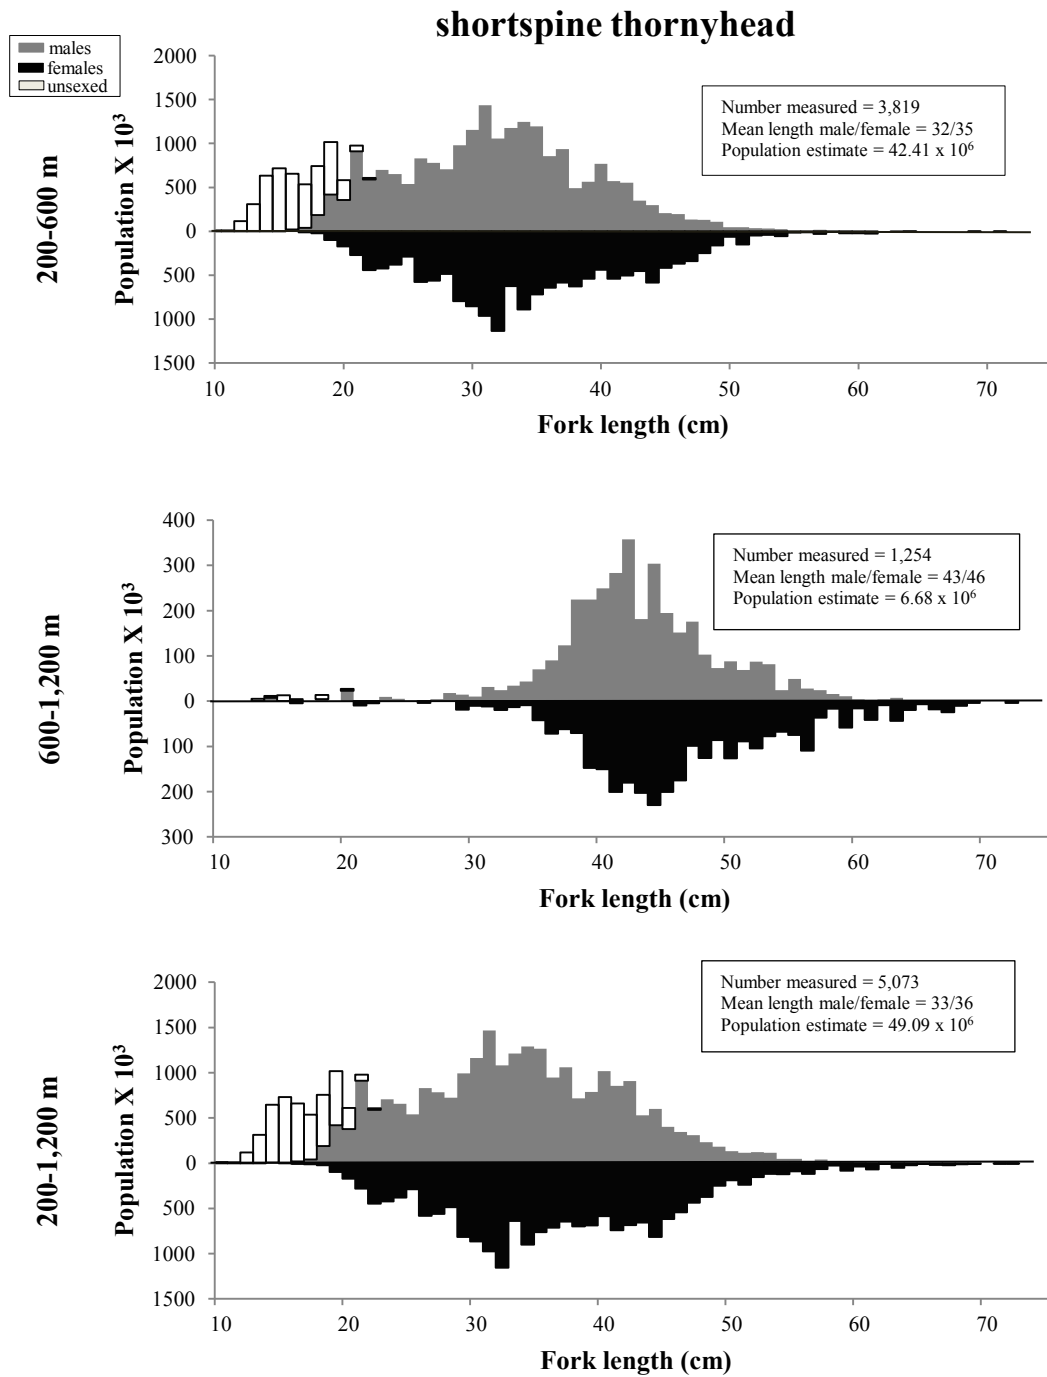 shortspine thornyhead
males
females
unsexed
200-600 m
Population X 10³
2000
1500
1000
500
0
500
1000
1500
10 20 30 40 50 60 70
Fork length (cm)
Number measured = 3,819
Mean length male/female = 32/35
Population estimate = 42.41 x 10⁶
600-1,200 m
Population X 10³
400
300
200
100
0
100
200
300
10 20 30 40 50 60 70
Fork length (cm)
Number measured = 1,254
Mean length male/female = 43/46
Population estimate = 6.68 x 10⁶
200-1,200 m
Population X 10³
2000
1500
1000
500
0
500
1000
1500
10 20 30 40 50 60 70
Fork length (cm)
Number measured = 5,073
Mean length male/female = 33/36
Population estimate = 49.09 x 10⁶